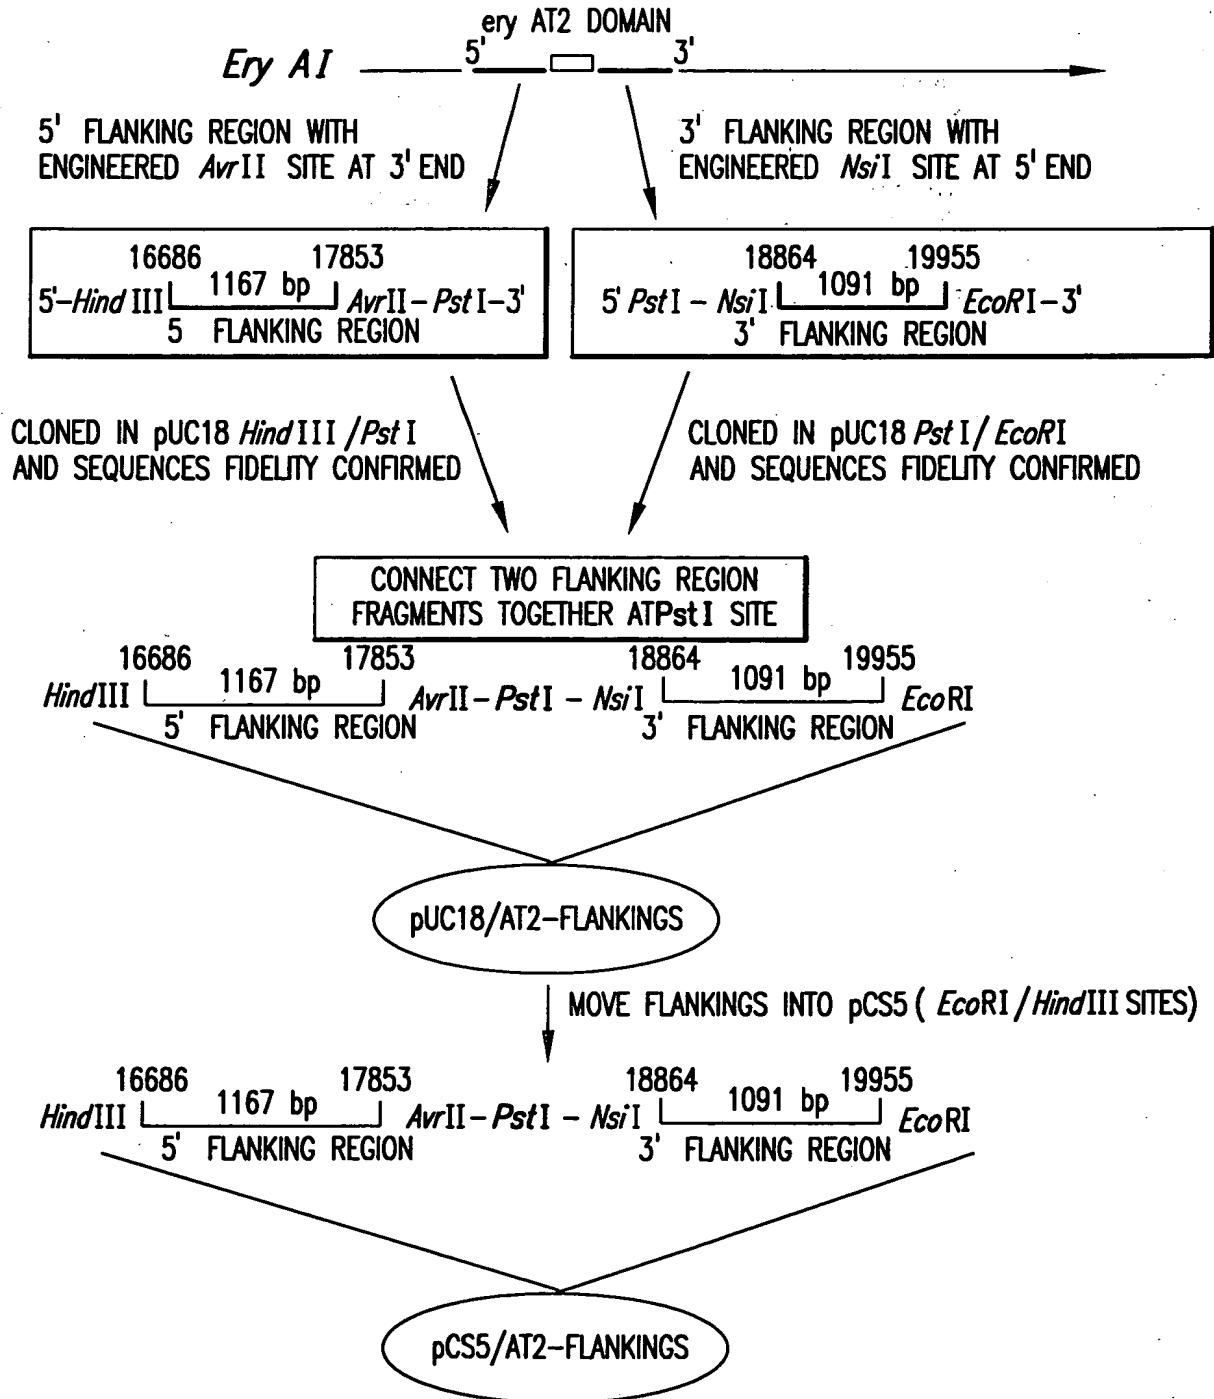 ery AT2 DOMAIN
5' 3'
Ery AI
5' FLANKING REGION WITH
ENGINEERED AvrII SITE AT 3' END
3' FLANKING REGION WITH
ENGINEERED NsiI SITE AT 5' END
16686 17853
1167 bp
5'-Hind III AvrII-PstI-3'
5 FLANKING REGION
18864 19955
1091 bp
5' PstI - NsiI EcoRI-3'
3' FLANKING REGION
CLONED IN pUC18 HindIII/PstI
AND SEQUENCES FIDELITY CONFIRMED
CLONED IN pUC18 PstI/EcoRI
AND SEQUENCES FIDELITY CONFIRMED
CONNECT TWO FLANKING REGION
FRAGMENTS TOGETHER ATPstI SITE
16686 17853 18864 19955
1167 bp 1091 bp
HindIII AvrII-PstI - NsiI EcoRI
5' FLANKING REGION 3' FLANKING REGION
pUC18/AT2-FLANKINGS
MOVE FLANKINGS INTO pCS5 ( EcoRI/HindIII SITES)
16686 17853 18864 19955
1167 bp 1091 bp
HindIII AvrII-PstI - NsiI EcoRI
5' FLANKING REGION 3' FLANKING REGION
pCS5/AT2-FLANKINGS